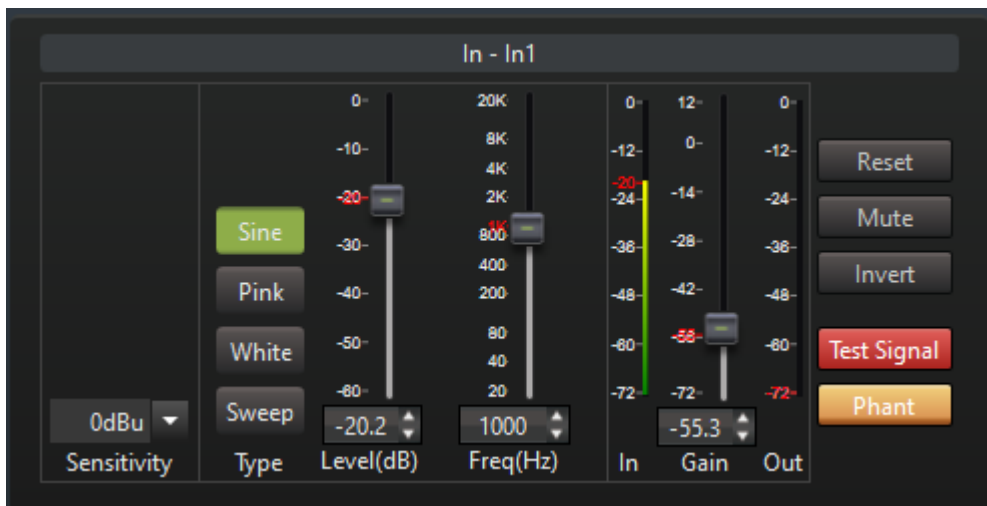 In - In1
0dBu
Sensitivity
Sine
Pink
White
Sweep
Type
0
-10
-20
-30
-40
-50
-60
-20.2
Level(dB)
20K
8K
4K
2K
1K
800
400
200
80
40
20
1000
Freq(Hz)
0
-12
-20
-24
-36
-48
-60
-72
In
12
0
-14
-28
-42
-72
-55.3
Gain
0
-12
-24
-36
-48
-60
-72
Out
Reset
Mute
Invert
Test Signal
Phant